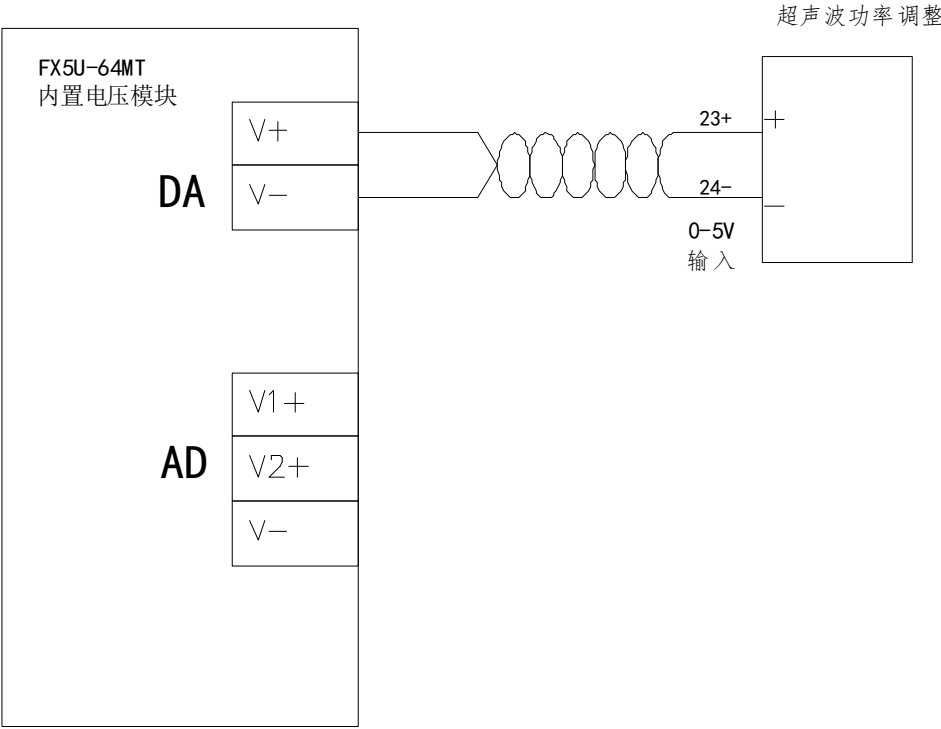 超声波功率调整
FX5U-64MT
内置电压模块
DA
V+
V-
23+
+
24-
-
0-5V
输入
AD
V1+
V2+
V-